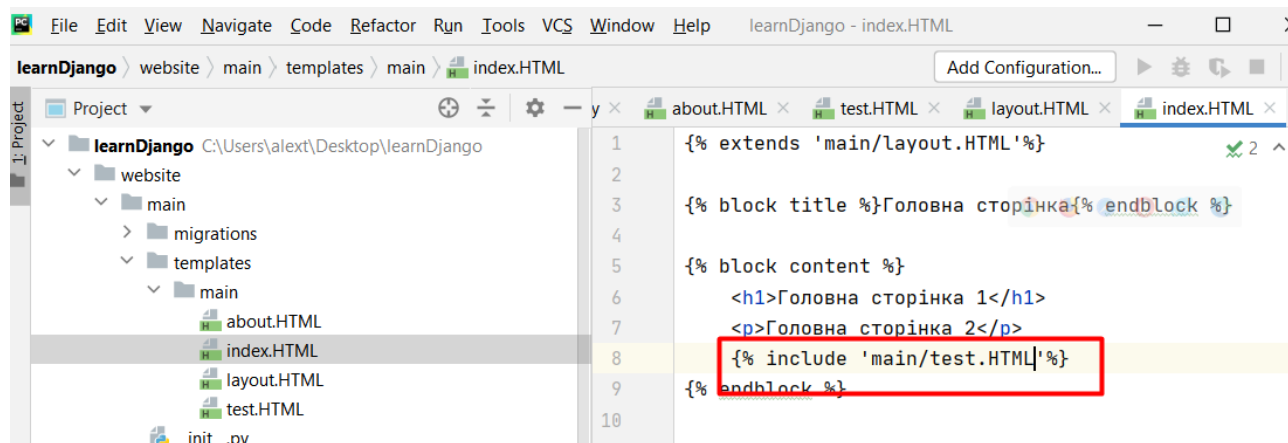 PC File Edit View Navigate Code Refactor Run Tools VCS Window Help learnDjango - index.HTML
learnDjango website main templates main index.HTML Add Configuration...
1: Project
Project
y about.HTML test.HTML layout.HTML index.HTML
learnDjango C:\Users\alext\Desktop\learnDjango
website
main
migrations
templates
main
about.HTML
index.HTML
layout.HTML
test.HTML
__init__.py
2
1 {% extends 'main/layout.HTML'%}
2
3 {% block title %}Головна сторінка{% endblock %}
4
5 {% block content %}
6 <h1>Головна сторінка 1</h1>
7 <p>Головна сторінка 2</p>
8 {% include 'main/test.HTML'%}
9 {% endblock %}
10